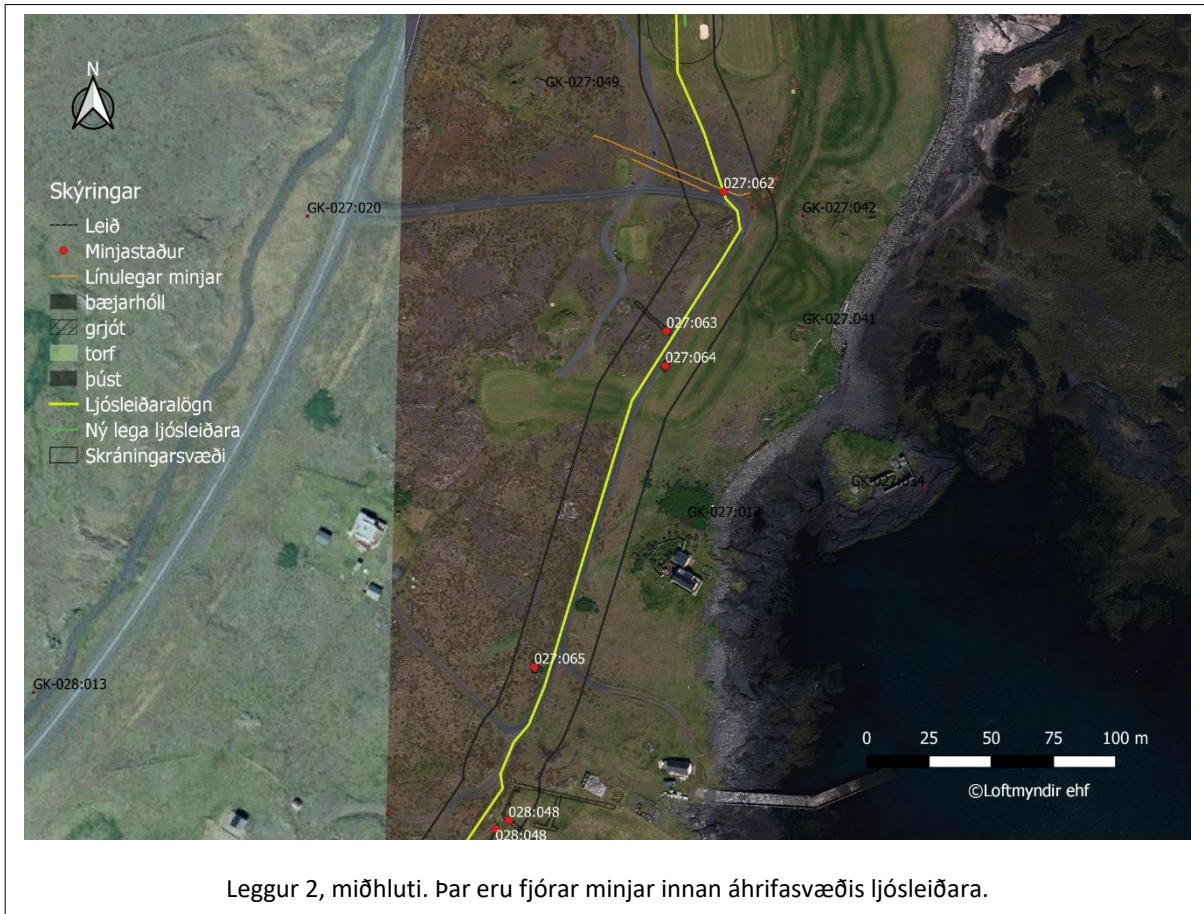 N
GK-027:049
027:062
Skýringar
GK-027:020
GK-027:042
Leið
Minjastaður
Línulegar minjar
bæjarhóll
grjót
torf
þúst
Ljósleiðaralögn
Ný lega ljósleiðara
Skráningarsvæði
027:063
GK-027:041
027:064
GK-027:034
GK-027:012
027:065
GK-028:013
0 25 50 75 100 m
©Loftmyndir ehf
028:048
028:048
Leggur 2, miðhluti. Þar eru fjórar minjar innan áhrifasvæðis ljósleiðara.